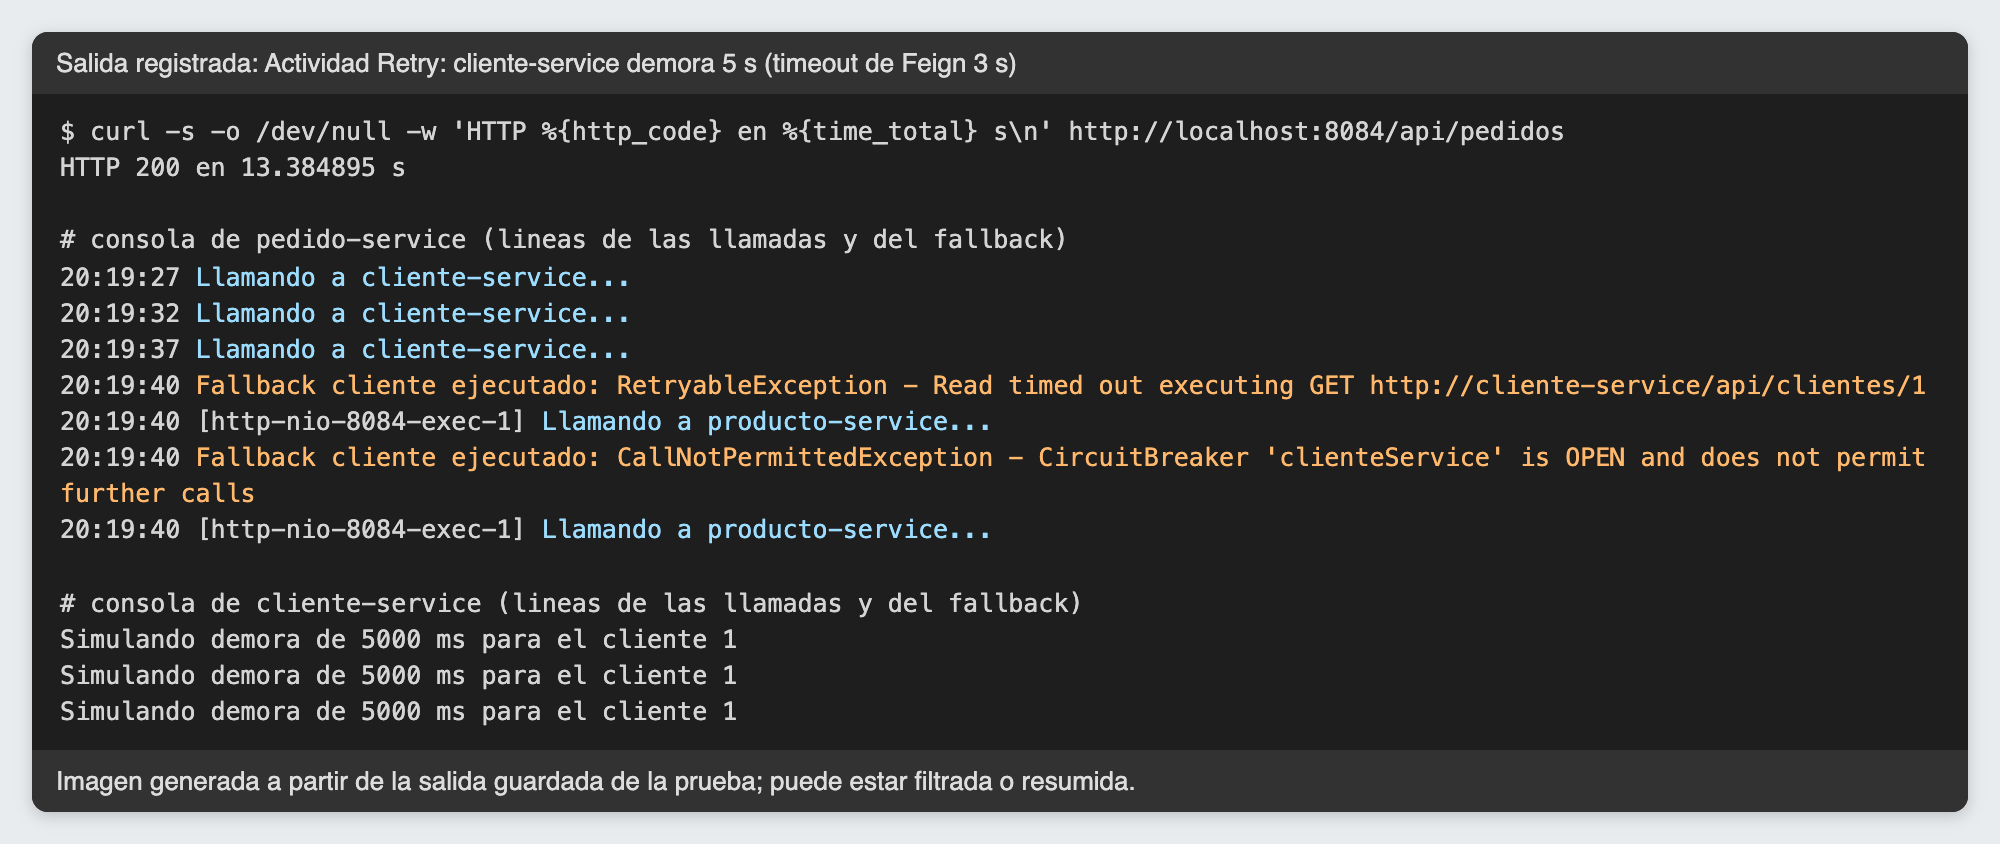 Salida registrada: Actividad Retry: cliente-service demora 5 s (timeout de Feign 3 s)
$ curl -s -o /dev/null -w 'HTTP %{http_code} en %{time_total} s\n' http://localhost:8084/api/pedidos
HTTP 200 en 13.384895 s
# consola de pedido-service (lineas de las llamadas y del fallback)
20:19:27 Llamando a cliente-service...
20:19:32 Llamando a cliente-service...
20:19:37 Llamando a cliente-service...
20:19:40 Fallback cliente ejecutado: RetryableException - Read timed out executing GET http://cliente-service/api/clientes/1
20:19:40 [http-nio-8084-exec-1] Llamando a producto-service...
20:19:40 Fallback cliente ejecutado: CallNotPermittedException - CircuitBreaker 'clienteService' is OPEN and does not permit
further calls
20:19:40 [http-nio-8084-exec-1] Llamando a producto-service...
# consola de cliente-service (lineas de las llamadas y del fallback)
Simulando demora de 5000 ms para el cliente 1
Simulando demora de 5000 ms para el cliente 1
Simulando demora de 5000 ms para el cliente 1
Imagen generada a partir de la salida guardada de la prueba; puede estar filtrada o resumida.